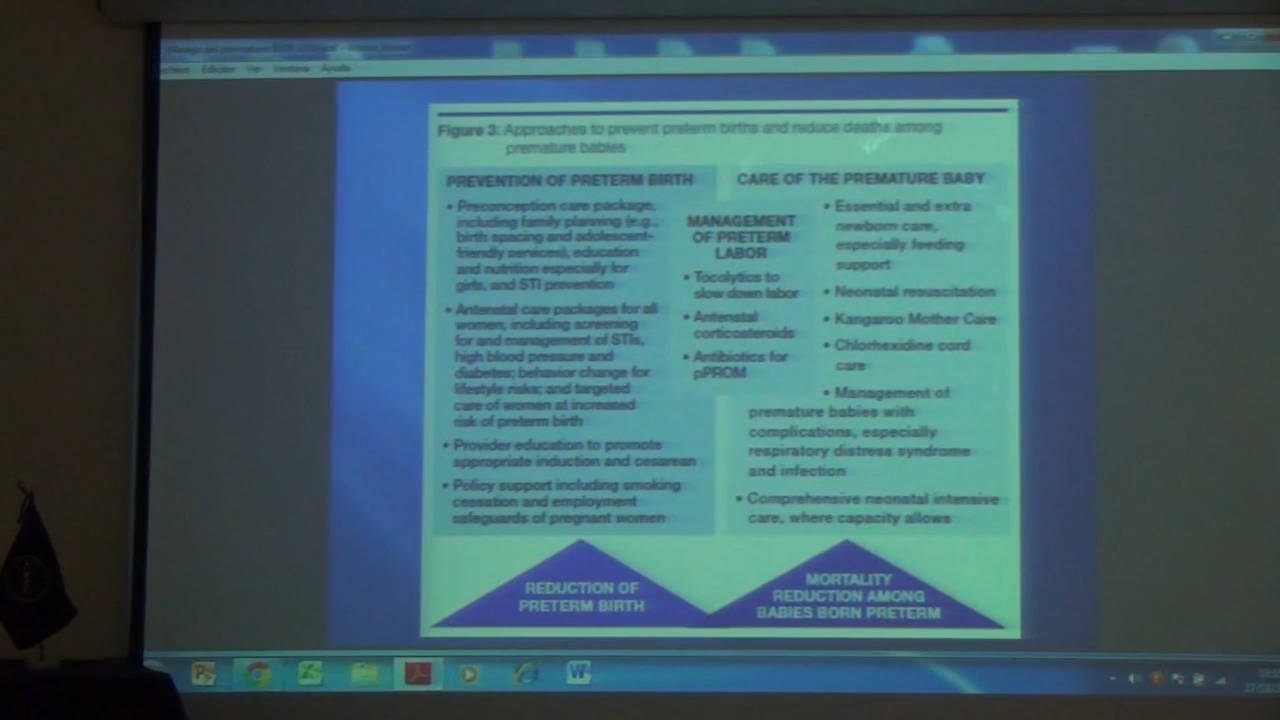 Edición Ver Ventana Ayuda
Figure 3: Approaches to prevent preterm births and reduce deaths among
premature babies
PREVENTION OF PRETERM BIRTH
• Preconception care package,
including family planning (e.g.,
birth spacing and adolescent-
friendly services), education
and nutrition especially for
girls, and STI prevention
• Antenatal care packages for all
women, including screening
for and management of STIs,
high blood pressure and
diabetes; behavior change for
lifestyle risks; and targeted
care of women at increased
risk of preterm birth
• Provider education to promote
appropriate induction and cesarean
• Policy support including smoking
cessation and employment
safeguards of pregnant women
MANAGEMENT
OF PRETERM
LABOR
• Tocolytics to
slow down labor
• Antenatal
corticosteroids
• Antibiotics for
pPROM
CARE OF THE PREMATURE BABY
• Essential and extra
newborn care,
especially feeding
support
• Neonatal resuscitation
• Kangaroo Mother Care
• Chlorhexidine cord
care
• Management of
premature babies with
complications, especially
respiratory distress syndrome
and infection
• Comprehensive neonatal intensive
care, where capacity allows
REDUCTION OF
PRETERM BIRTH
MORTALITY
REDUCTION AMONG
BABIES BORN PRETERM